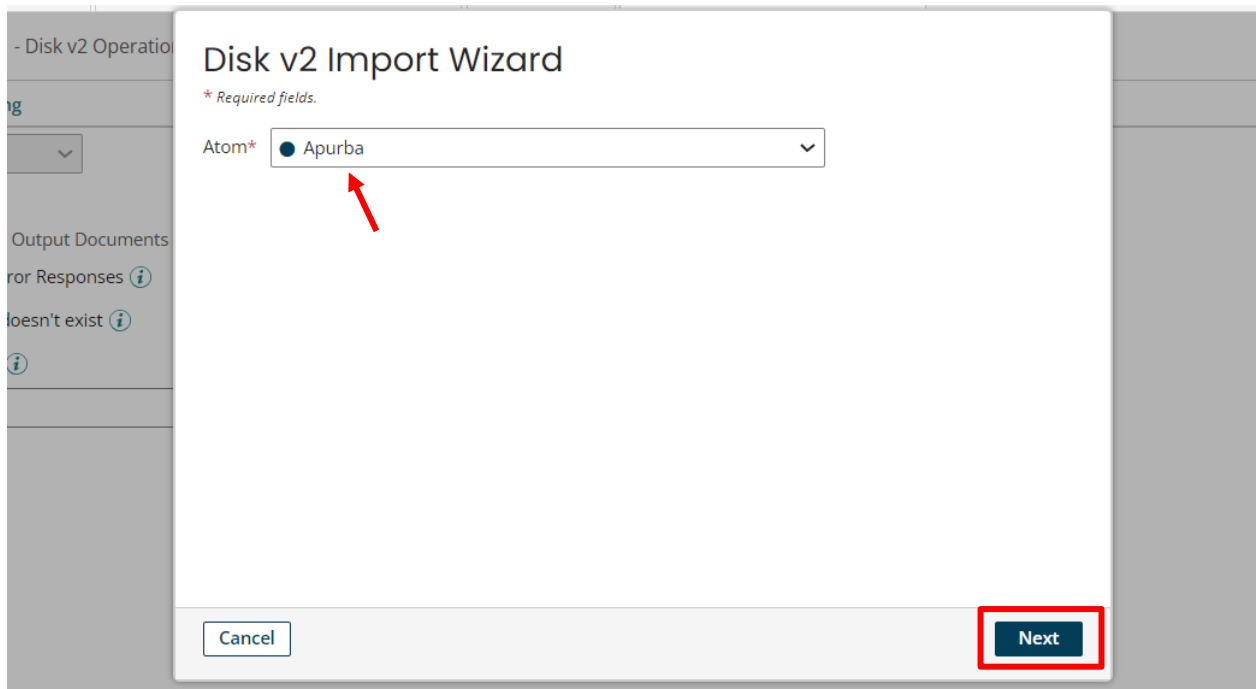 - Disk v2 Operatio
ng
Output Documents
ror Responses
doesn't exist
Disk v2 Import Wizard
* Required fields.
Atom* Apurba
Cancel
Next